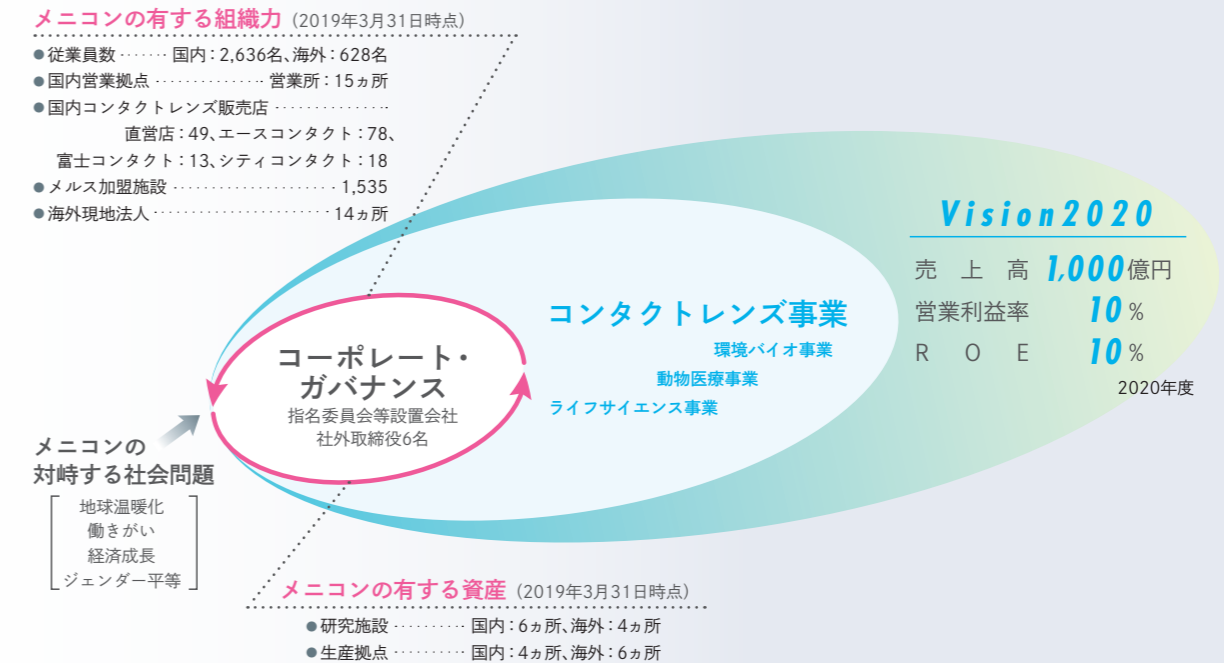 メニコンの有する組織力（2019年3月31日時点）
●従業員数……… 国内：2,636名、海外：628名
●国内営業拠点……………営業所：15ヵ所
●国内コンタクトレンズ販売店……………
直営店：49、エースコンタクト：78、
富士コンタクト：13、シティコンタクト：18
●メルス加盟施設……………1,535
●海外現地法人……………14ヵ所
Vision2020
売上高 1,000億円
営業利益率 10%
ROE 10%
2020年度
コンタクトレンズ事業
環境バイオ事業
動物医療事業
ライフサイエンス事業
コーポレート・
ガバナンス
指名委員会等設置会社
社外取締役6名
メニコンの
対峙する社会問題
地球温暖化
働きがい
経済成長
ジェンダー平等
メニコンの有する資産（2019年3月31日時点）
●研究施設……… 国内：6ヵ所、海外：4ヵ所
●生産拠点……… 国内：4ヵ所、海外：6ヵ所